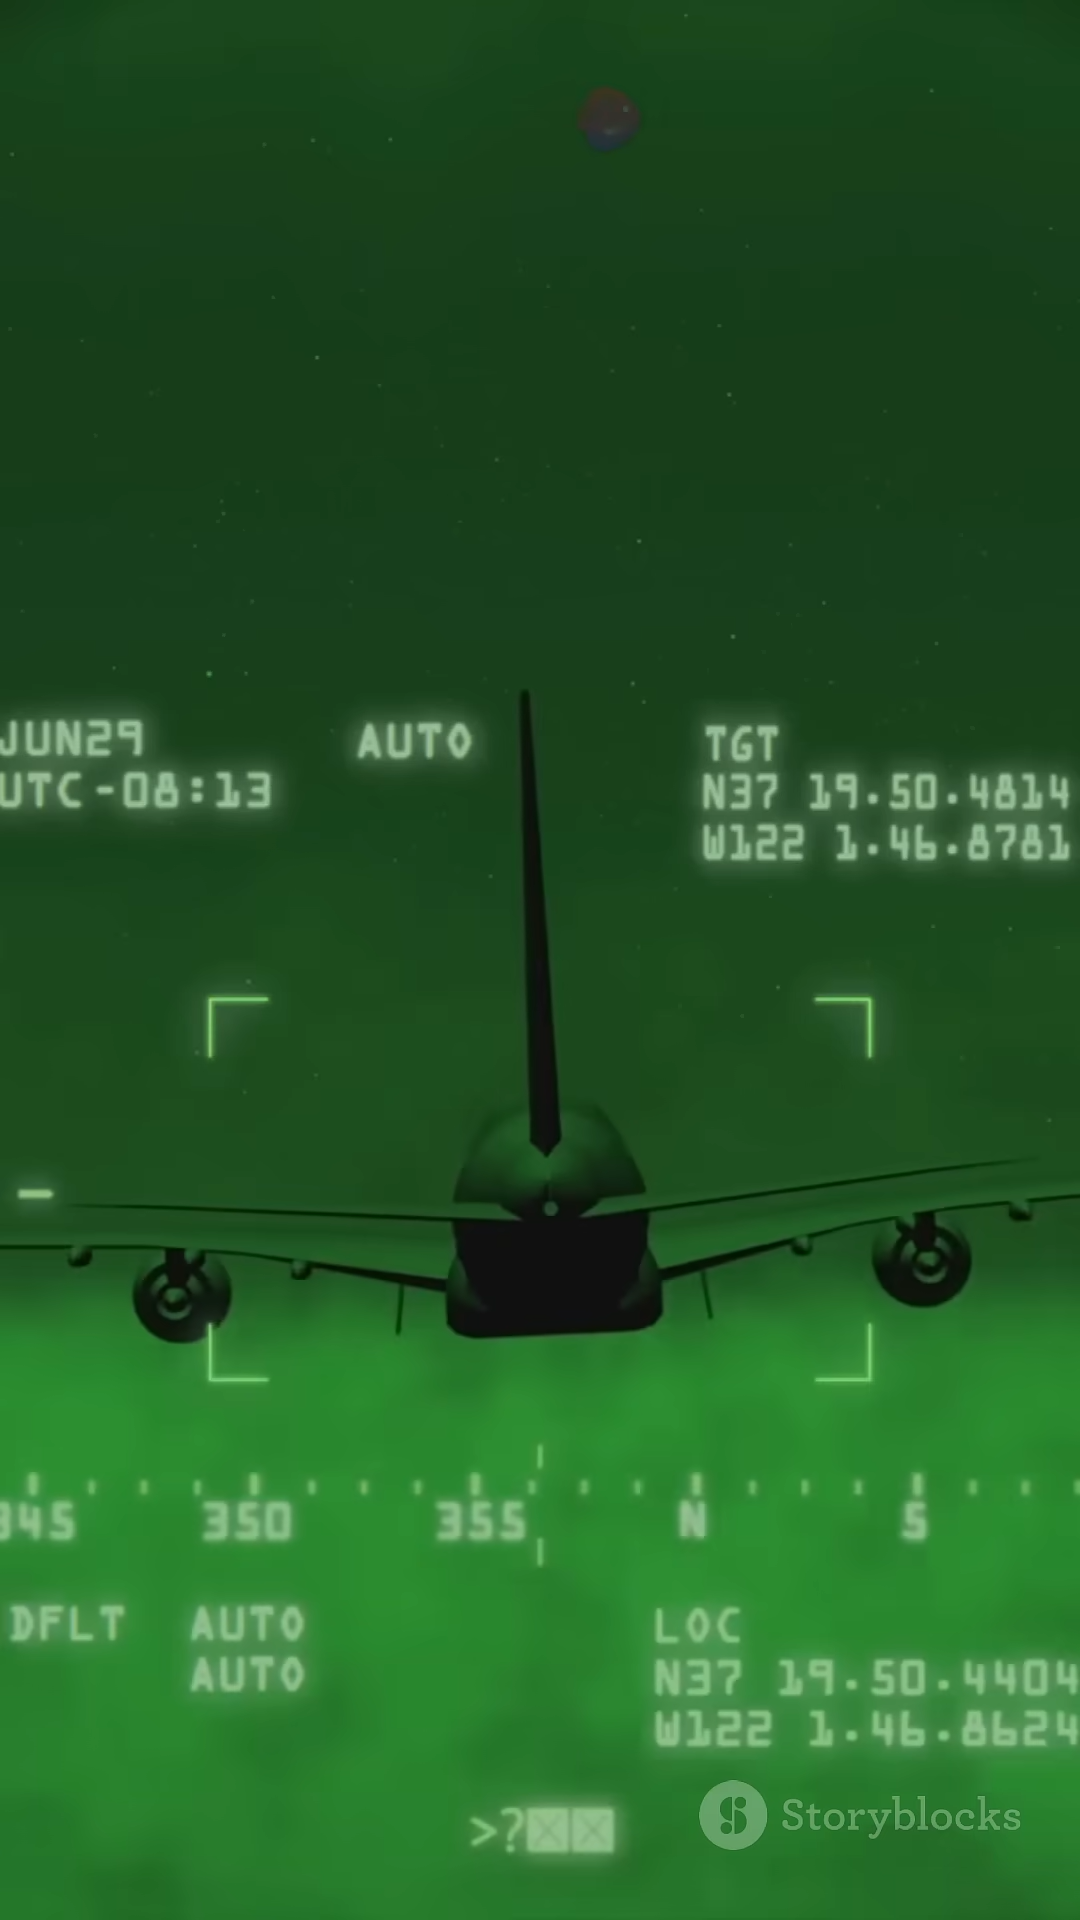 JUN29
UTC-08:13
AUTO
TGT
N37 19.50.4814
W122 1.46.8781
345 350 355 N 5
DFLT AUTO
AUTO
LOC
N37 19.50.4404
W122 1.46.8624
>?
Storyblocks